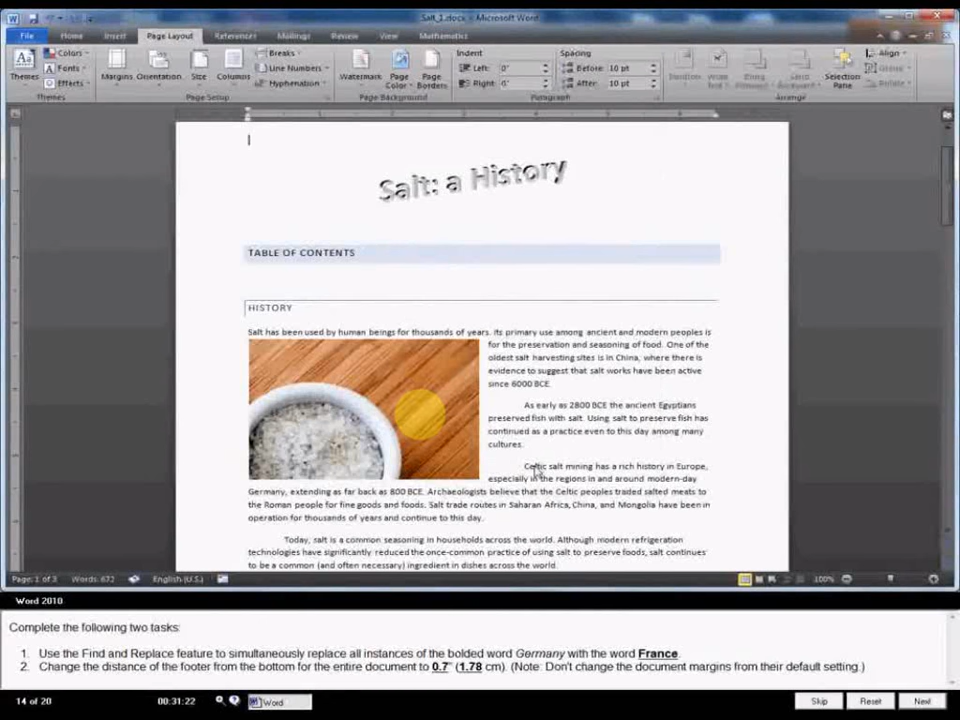 Salt_1.docx - Microsoft Word
File Home Insert Page Layout References Mailings Review View Mathematics
Themes Colors Fonts Effects
Margins Orientation Size Columns Breaks Line Numbers Hyphenation
Watermark Page Color Page Borders
Indent Left: 0" Right: 0"
Spacing Before: 10 pt After: 10 pt
Selection Pane Align
Themes Page Setup Page Background Paragraph Arrange
Salt: a History
TABLE OF CONTENTS
HISTORY
Salt has been used by human beings for thousands of years. Its primary use among ancient and modern peoples is
for the preservation and seasoning of food. One of the
oldest salt harvesting sites is in China, where there is
evidence to suggest that salt works have been active
since 6000 BCE.
As early as 2800 BCE the ancient Egyptians
preserved fish with salt. Using salt to preserve fish has
continued as a practice even to this day among many
cultures.
Celtic salt mining has a rich history in Europe,
especially in the regions in and around modern-day
Germany, extending as far back as 800 BCE. Archaeologists believe that the Celtic peoples traded salted meats to
the Roman people for fine goods and foods. Salt trade routes in Saharan Africa, China, and Mongolia have been in
operation for thousands of years and continue to this day.
Today, salt is a common seasoning in households across the world. Although modern refrigeration
technologies have significantly reduced the once-common practice of using salt to preserve foods, salt continues
to be a common (and often necessary) ingredient in dishes across the world.
Page: 1 of 3 Words: 672 English (U.S.) 100%
Word 2010
Complete the following two tasks:
1. Use the Find and Replace feature to simultaneously replace all instances of the bolded word Germany with the word France.
2. Change the distance of the footer from the bottom for the entire document to 0.7" (1.78 cm). (Note: Don't change the document margins from their default setting.)
14 of 20 00:31:22 Word Skip Reset Next